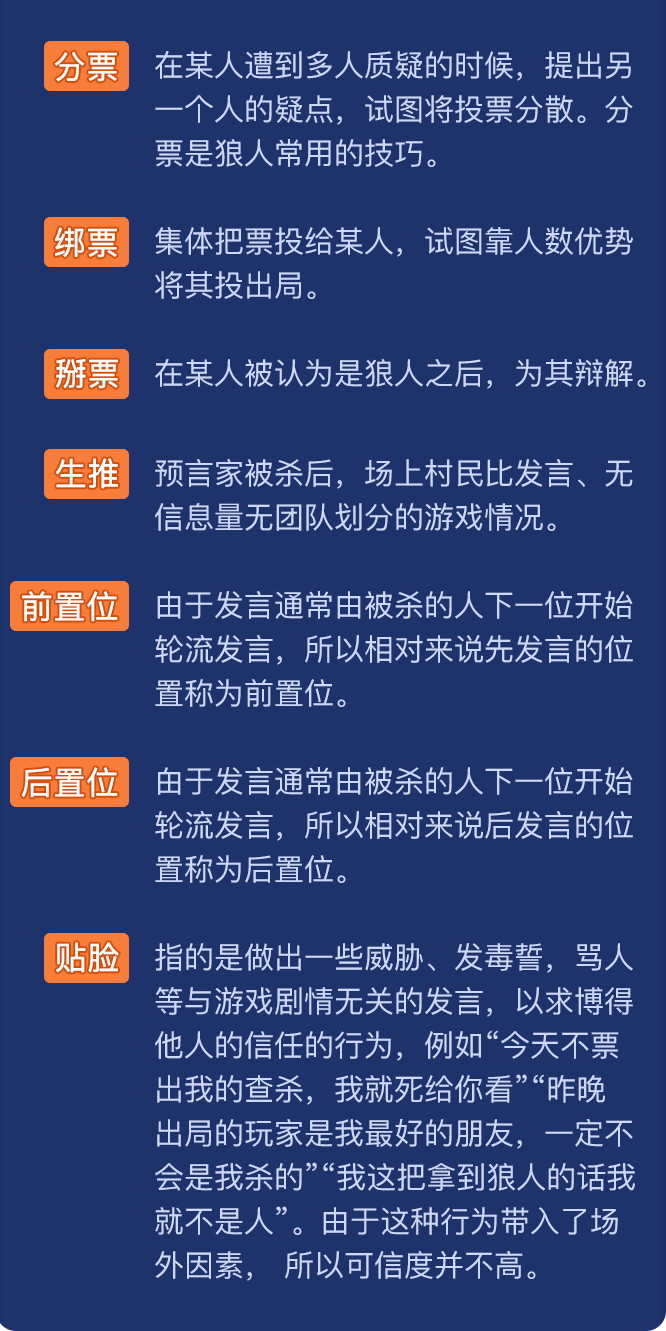 分票
在某人遭到多人质疑的时候，提出另
一个人的疑点，试图将投票分散。分
票是狼人常用的技巧。
绑票
集体把票投给某人，试图靠人数优势
将其投出局。
掰票
在某人被认为是狼人之后，为其辩解。
生推
预言家被杀后，场上村民比发言、无
信息量无团队划分的游戏情况。
前置位
由于发言通常由被杀的人下一位开始
轮流发言，所以相对来说先发言的位
置称为前置位。
后置位
由于发言通常由被杀的人下一位开始
轮流发言，所以相对来说后发言的位
置称为后置位。
贴脸
指的是做出一些威胁、发毒誓，骂人
等与游戏剧情无关的发言，以求博得
他人的信任的行为，例如“今天不票
出我的查杀，我就死给你看”“昨晚
出局的玩家是我最好的朋友，一定不
会是我杀的”“我这把拿到狼人的话我
就不是人”。由于这种行为带入了场
外因素， 所以可信度并不高。